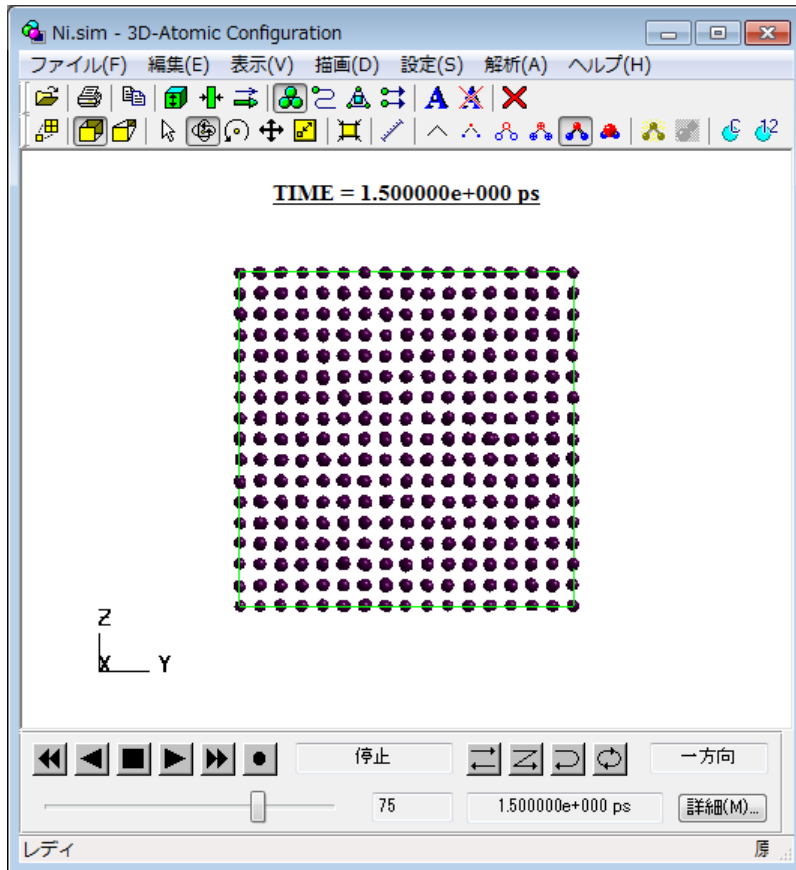 Ni.sim - 3D-Atomic Configuration
ファイル(F) 編集(E) 表示(V) 描画(D) 設定(S) 解析(A) ヘルプ(H)
TIME = 1.500000e+000 ps
Z
X Y
停止 一方向
75 1.500000e+000 ps 詳細(M)...
レディ 原